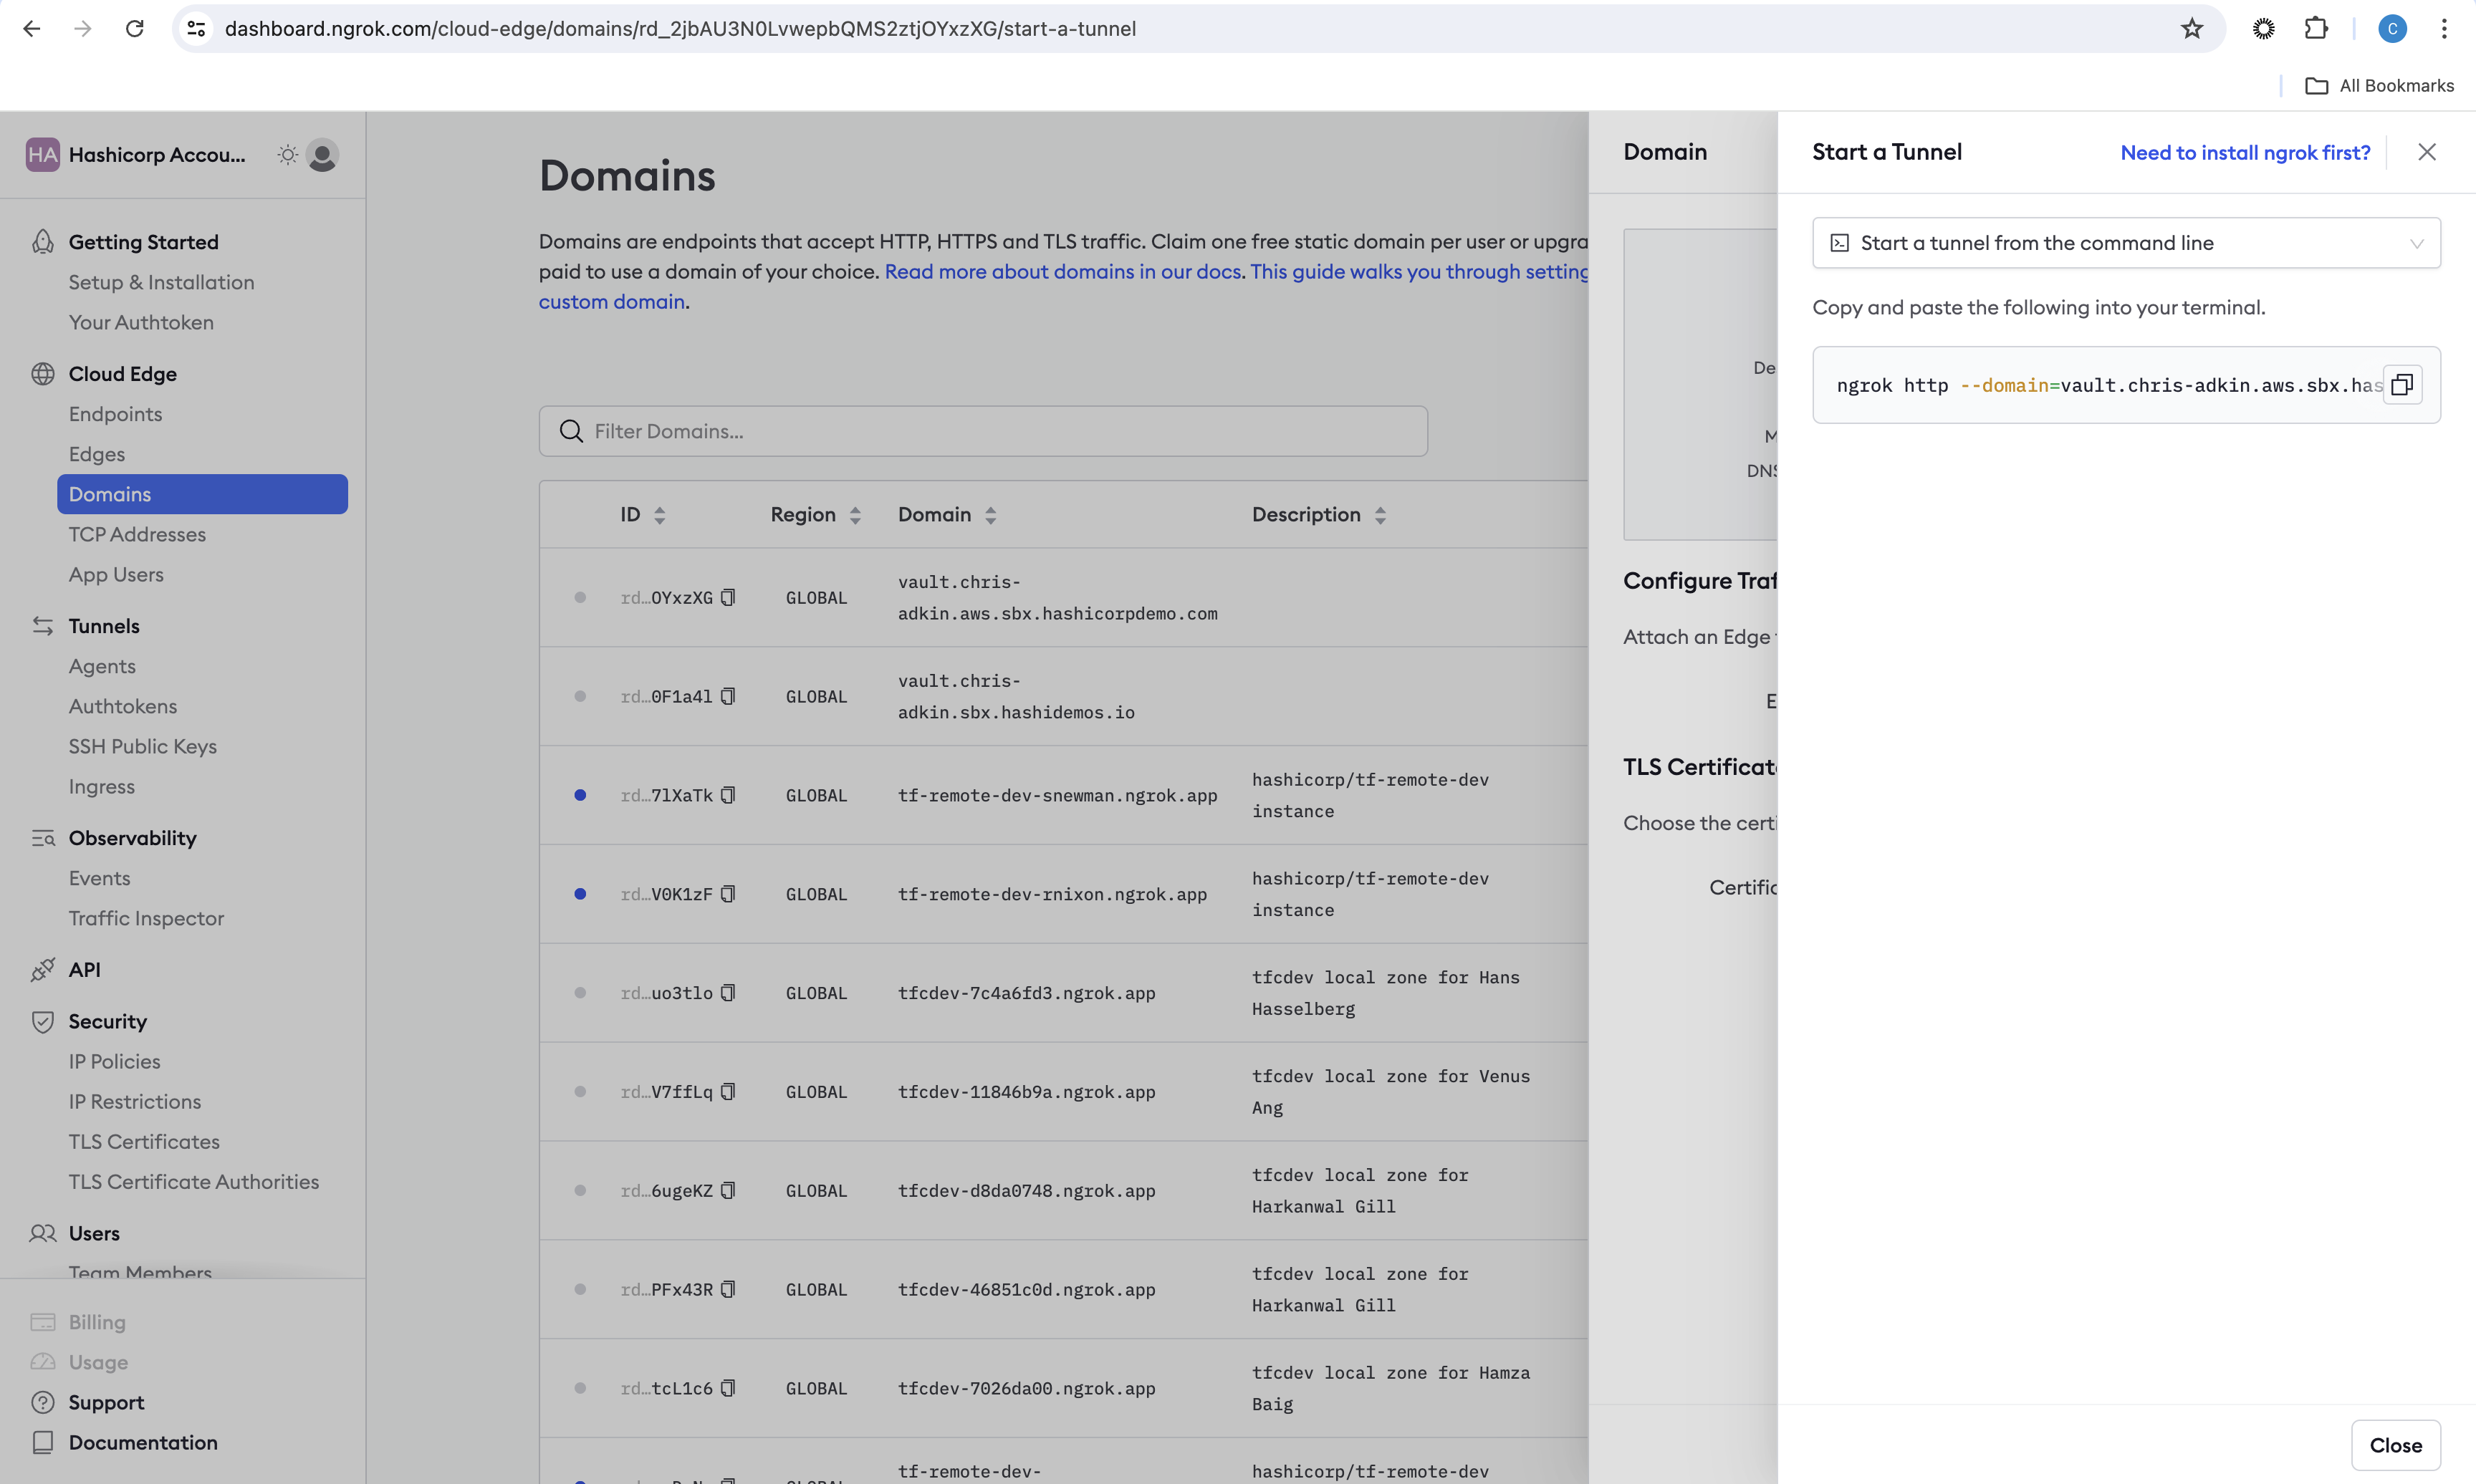 dashboard.ngrok.com/cloud-edge/domains/rd_2jbAU3N0LvwepbQMS2ztjOYxzXG/start-a-tunnel
C
All Bookmarks
HA Hashicorp Accou...
Getting Started
Setup & Installation
Your Authtoken
Cloud Edge
Endpoints
Edges
Domains
TCP Addresses
App Users
Tunnels
Agents
Authtokens
SSH Public Keys
Ingress
Observability
Events
Traffic Inspector
API
Security
IP Policies
IP Restrictions
TLS Certificates
TLS Certificate Authorities
Users
Team Members
Billing
Usage
Support
Documentation
Domains
Domains are endpoints that accept HTTP, HTTPS and TLS traffic. Claim one free static domain per user or upgra
paid to use a domain of your choice. Read more about domains in our docs. This guide walks you through setting
custom domain.
Filter Domains...
ID Region Domain Description
rd...OYxzXG GLOBAL vault.chris-
adkin.aws.sbx.hashicorpdemo.com
rd...0F1a4l GLOBAL vault.chris-
adkin.sbx.hashidemos.io
rd...7lXaTk GLOBAL tf-remote-dev-snewman.ngrok.app hashicorp/tf-remote-dev
instance
rd...V0K1zF GLOBAL tf-remote-dev-rnixon.ngrok.app hashicorp/tf-remote-dev
instance
rd...uo3tlo GLOBAL tfcdev-7c4a6fd3.ngrok.app tfcdev local zone for Hans
Hasselberg
rd...V7ffLq GLOBAL tfcdev-11846b9a.ngrok.app tfcdev local zone for Venus
Ang
rd...6ugeKZ GLOBAL tfcdev-d8da0748.ngrok.app tfcdev local zone for
Harkanwal Gill
rd...PFx43R GLOBAL tfcdev-46851c0d.ngrok.app tfcdev local zone for
Harkanwal Gill
rd...tcL1c6 GLOBAL tfcdev-7026da00.ngrok.app tfcdev local zone for Hamza
Baig
tf-remote-dev- hashicorp/tf-remote-dev
Domain
De
M
DNS
Configure Traf
Attach an Edge
E
TLS Certificat
Choose the certi
Certific
Start a Tunnel
Need to install ngrok first?
Start a tunnel from the command line
Copy and paste the following into your terminal.
ngrok http --domain=vault.chris-adkin.aws.sbx.has
Close